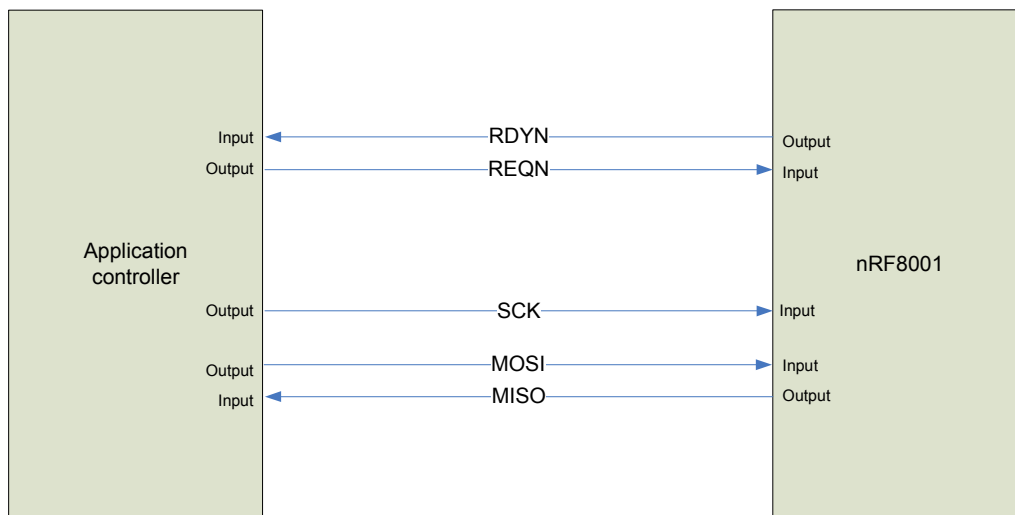 Input
RDYN
Output
Output
REQN
Input
Application
controller
nRF8001
Output
SCK
Input
Output
MOSI
Input
Input
MISO
Output